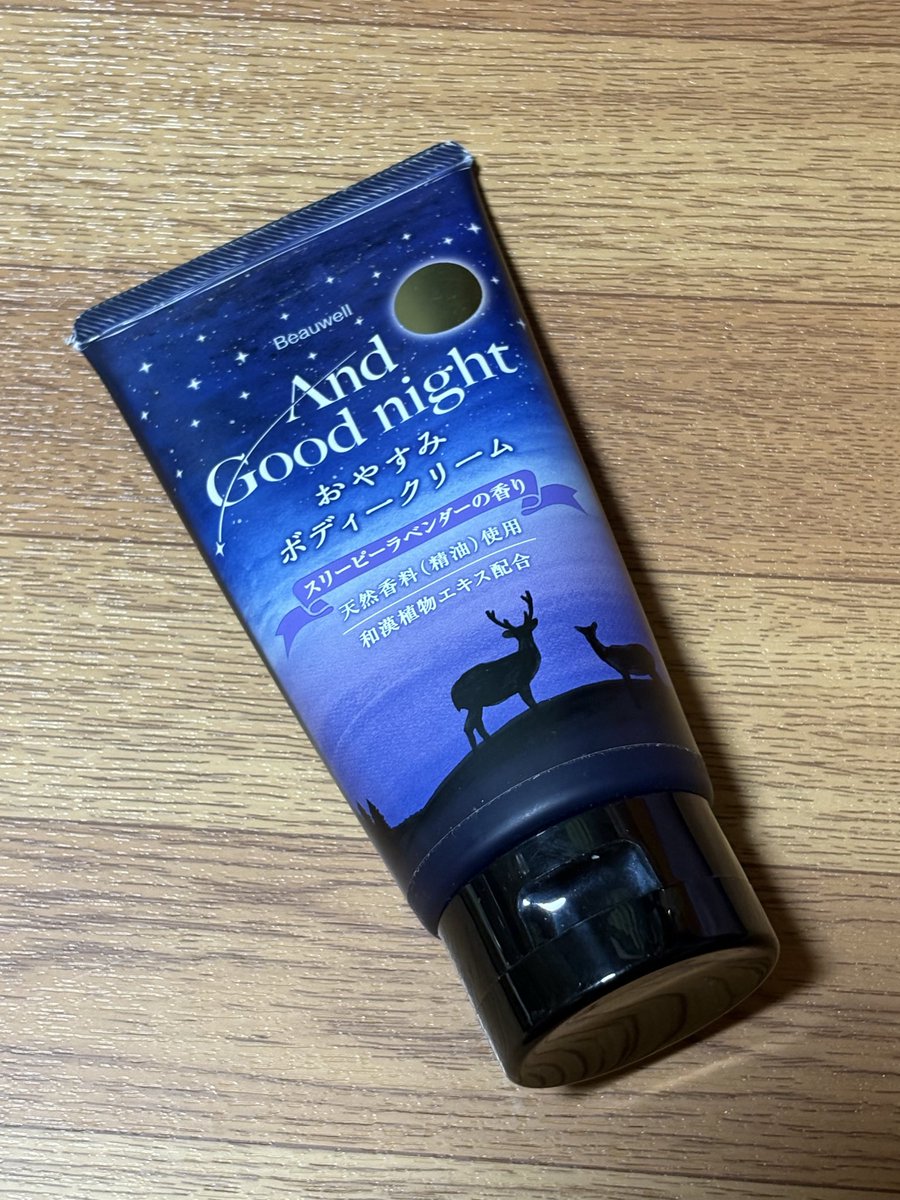 Beauwell
And
Good night
おやすみ
ボディークリーム
スリーピーラベンダーの香り
天然香料(精油)使用
和漢植物エキス配合